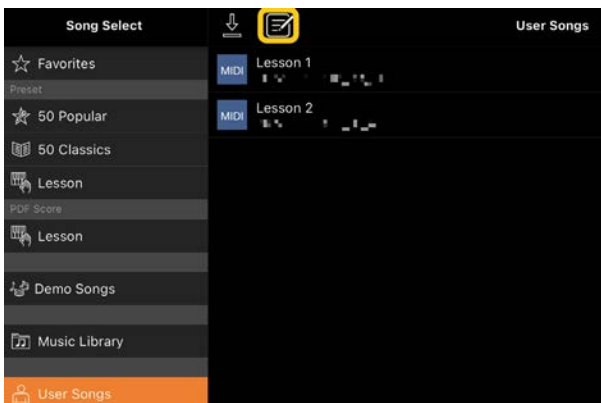 Song Select
User Songs
Favorites
Preset
50 Popular
50 Classics
Lesson
PDF Score
Lesson
Demo Songs
Music Library
User Songs
MIDI
Lesson 1
MIDI
Lesson 2